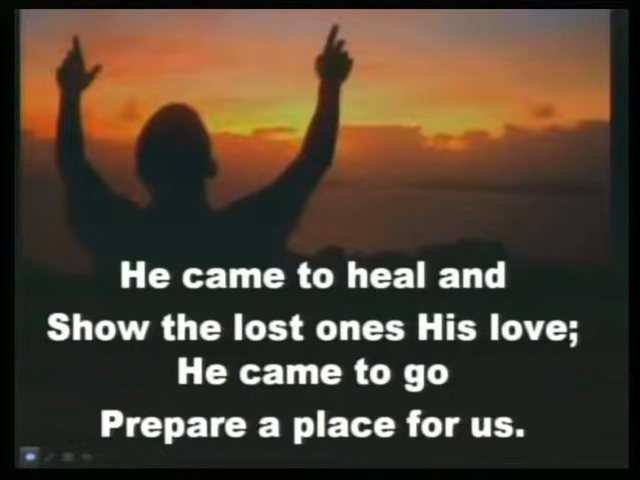 He came to heal and
Show the lost ones His love;
He came to go
Prepare a place for us.